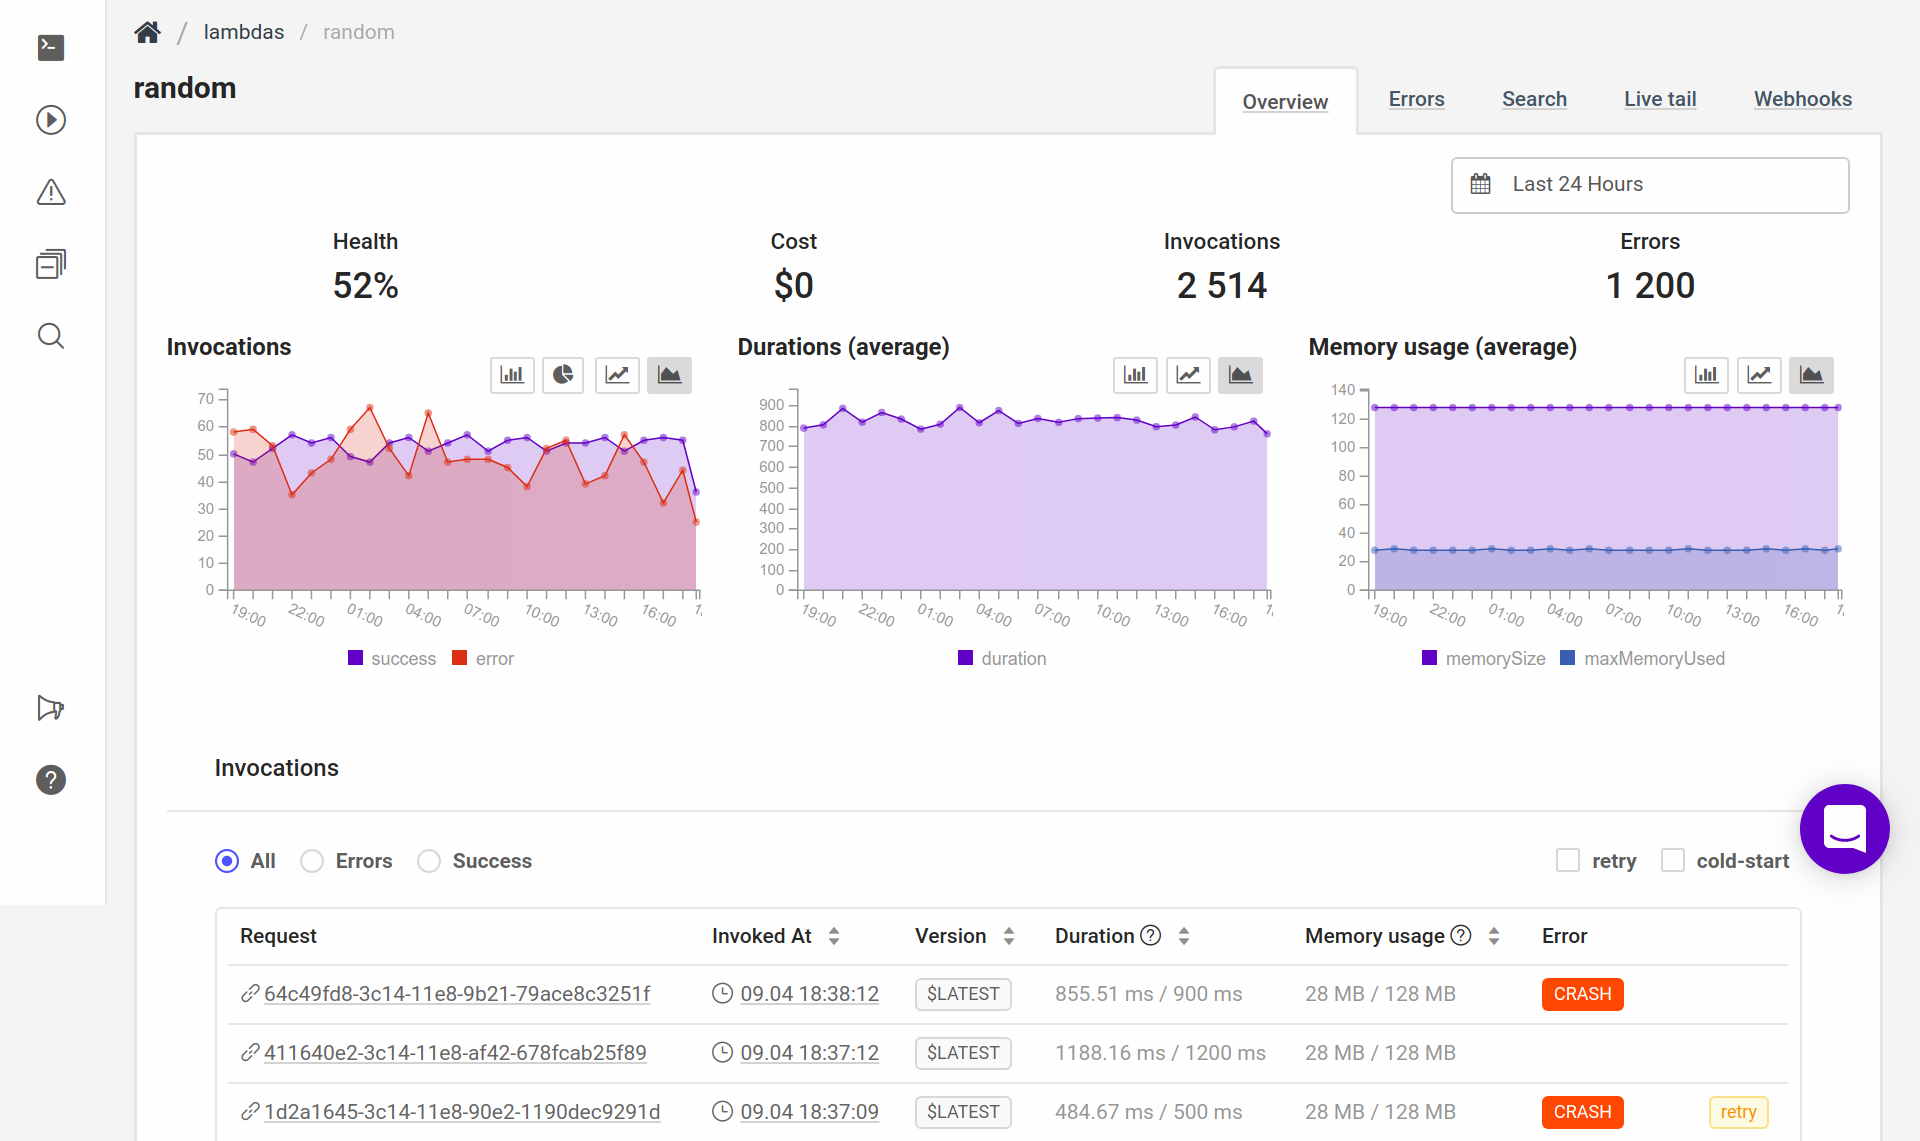 / lambdas / random
random
Overview Errors Search Live tail Webhooks
Last 24 Hours
Health Cost Invocations Errors
52% $0 2 514 1 200
Invocations
70
60
50
40
30
20
10
0
19:00 22:00 01:00 04:00 07:00 10:00 13:00 16:00
success error
Durations (average)
900
800
700
600
500
400
300
200
100
0
19:00 22:00 01:00 04:00 07:00 10:00 13:00 16:00
duration
Memory usage (average)
140
120
100
80
60
40
20
0
19:00 22:00 01:00 04:00 07:00 10:00 13:00 16:00
memorySize maxMemoryUsed
Invocations
All Errors Success retry cold-start
Request Invoked At Version Duration Memory usage Error
64c49fd8-3c14-11e8-9b21-79ace8c3251f 09.04 18:38:12 $LATEST 855.51 ms / 900 ms 28 MB / 128 MB CRASH
411640e2-3c14-11e8-af42-678fcab25f89 09.04 18:37:12 $LATEST 1188.16 ms / 1200 ms 28 MB / 128 MB
1d2a1645-3c14-11e8-90e2-1190dec9291d 09.04 18:37:09 $LATEST 484.67 ms / 500 ms 28 MB / 128 MB CRASH retry